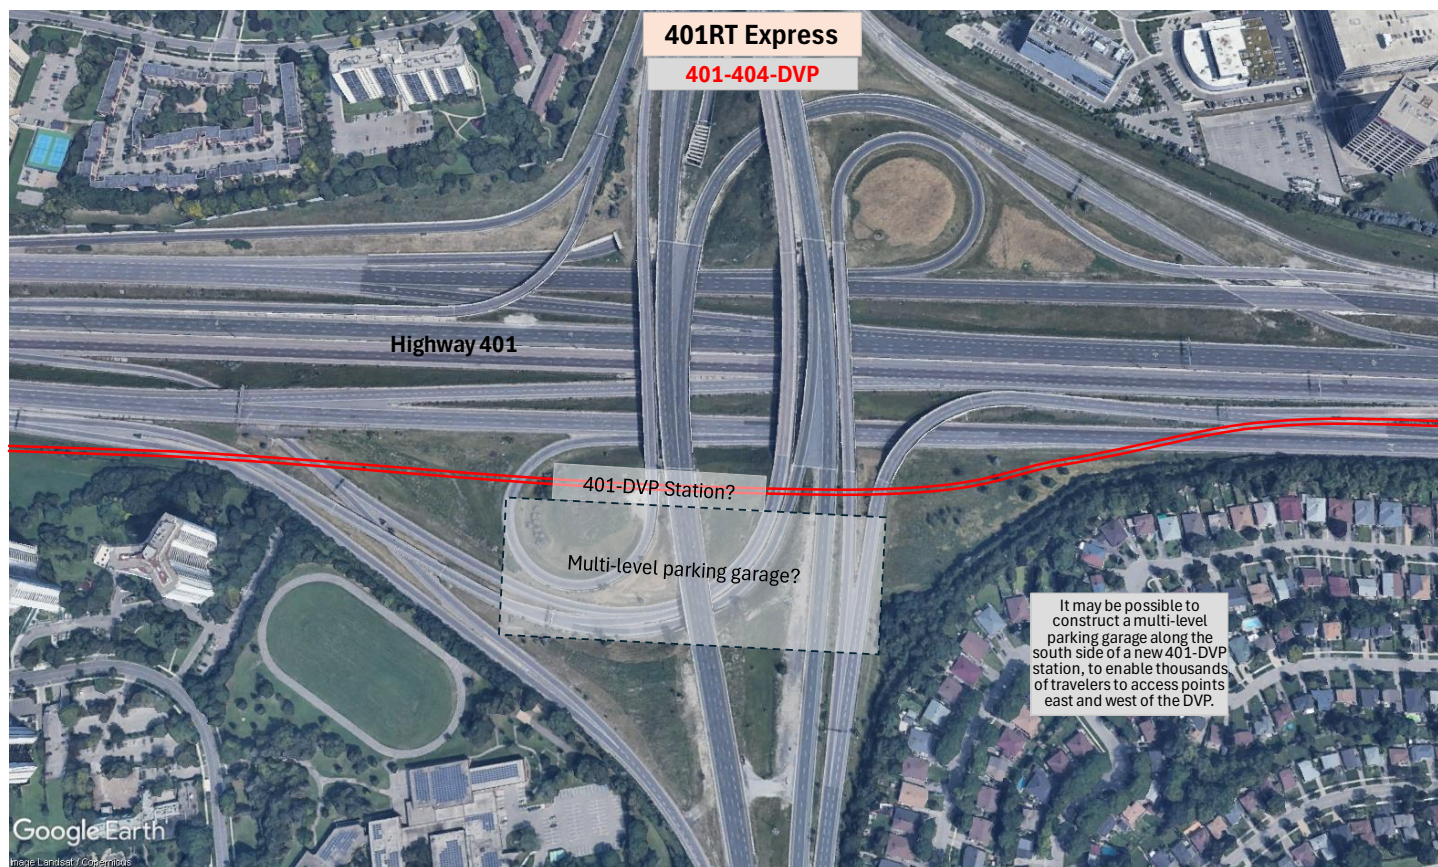 401RT Express
401-404-DVP
Highway 401
401-DVP Station?
Multi-level parking garage?
It may be possible to
construct a multi-level
parking garage along the
south side of a new 401-DVP
station, to enable thousands
of travelers to access points
east and west of the DVP.
Google Earth
Image Landsat / Copernicus